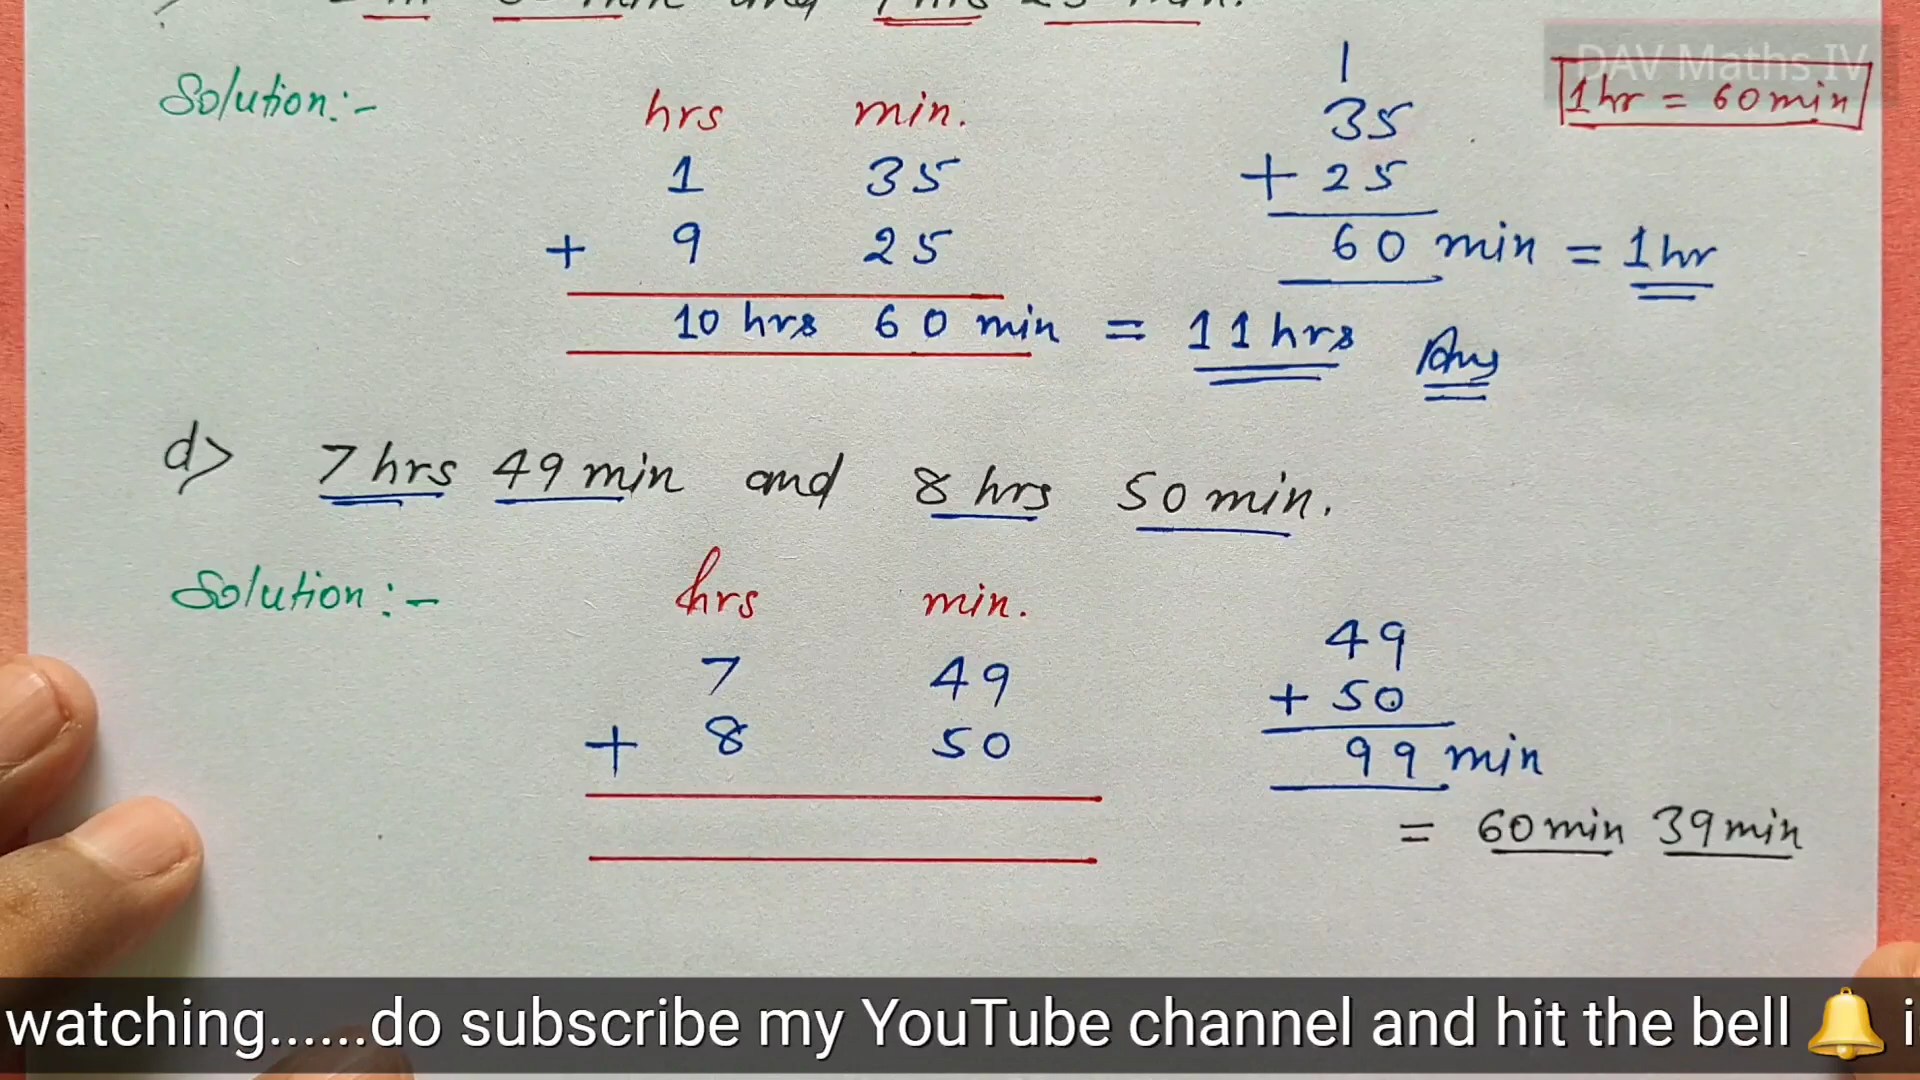 and
DAV Maths IV
Solution:-
hrs min.
1 35
+ 9 25
10 hrs 60 min = 11 hrs Ans
1
35
+ 25
60 min = 1 hr
1 hr = 60 min
d> 7 hrs 49 min and 8 hrs 50 min.
Solution:-
hrs min.
7 49
+ 8 50
49
+ 50
99 min
= 60 min 39 min
watching......do subscribe my YouTube channel and hit the bell 🔔 i